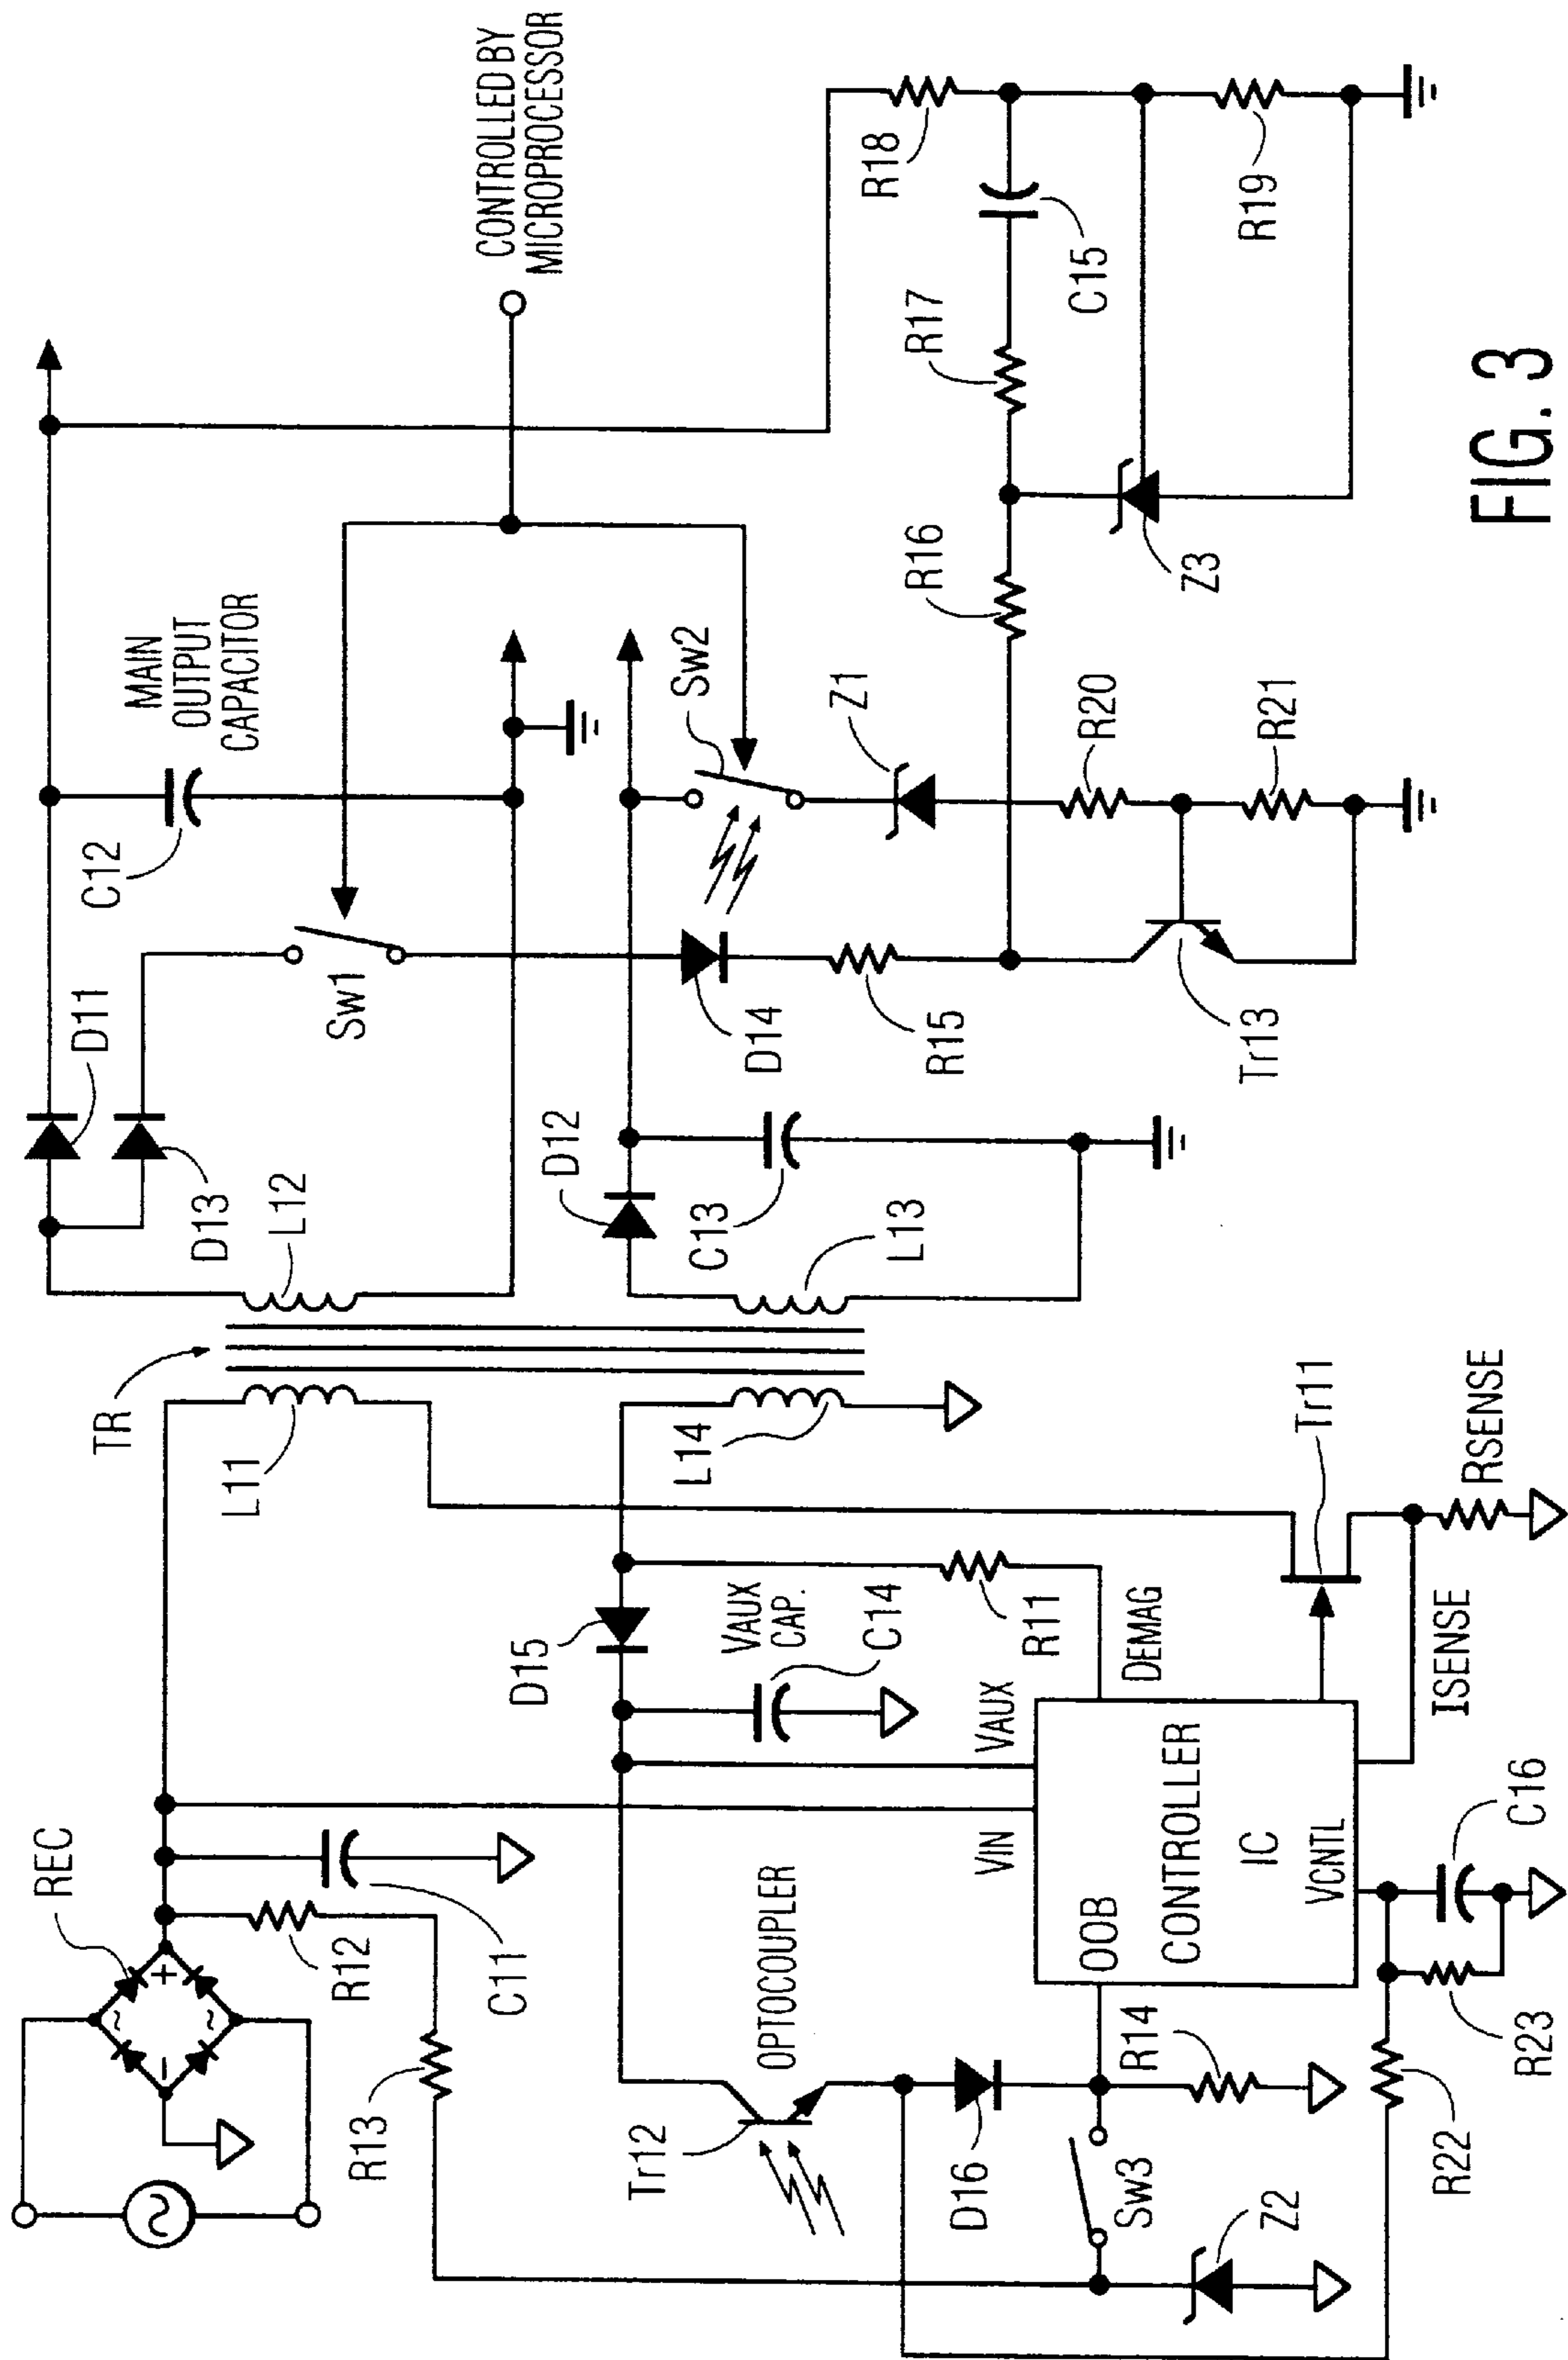 REC
R12
R13
C11
TR
L11
L12
D11
D13
C12
MAIN
OUTPUT
CAPACITOR
Sw1
CONTROLLED BY
MICROPROCESSOR
D12
C13
L13
L14
D15
VAUX
CAP.
C14
R11
DEMAG
OPTOCOUPLER
Tr12
D16
Sw3
Z2
R14
VIN
VAUX
OOB
CONTROLLER
IC
VCNTL
R22
R23
C16
ISENSE
RSENSE
Tr11
D14
R15
Sw2
Z1
R20
R21
Tr13
R16
R17
C15
R18
R19
Z3
~
+
~
−
FIG. 3